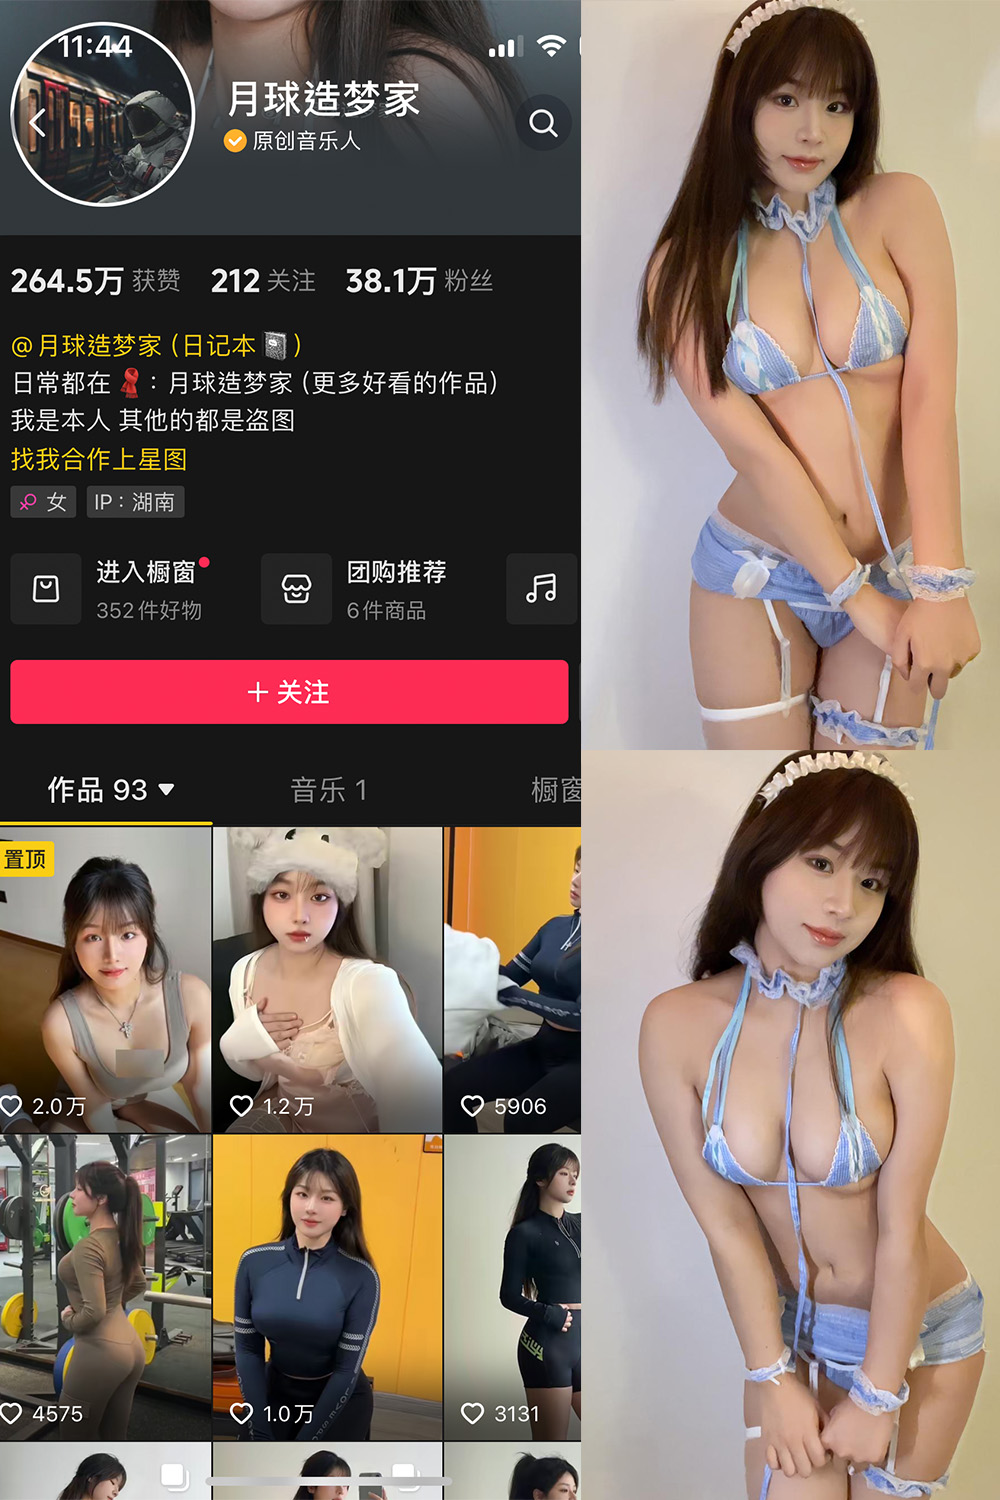 11:44
月球造梦家
原创音乐人
264.5万 获赞 212 关注 38.1万 粉丝
@月球造梦家（日记本📓）
日常都在🧣：月球造梦家（更多好看的作品）
我是本人 其他的都是盗图
找我合作上星图
女 IP：湖南
进入橱窗 团购推荐
352件好物 6件商品
+ 关注
作品 93 音乐 1 橱窗
置顶
2.0万 1.2万 5906
4575 1.0万 3131